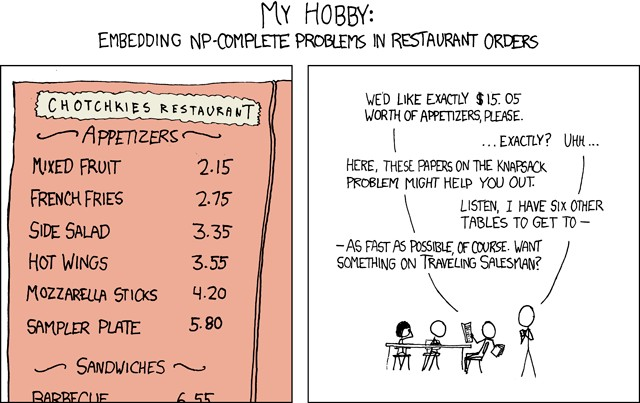 MY HOBBY:
EMBEDDING NP-COMPLETE PROBLEMS IN RESTAURANT ORDERS
CHOTCHKIES RESTAURANT
APPETIZERS
MIXED FRUIT 2.15
FRENCH FRIES 2.75
SIDE SALAD 3.35
HOT WINGS 3.55
MOZZARELLA STICKS 4.20
SAMPLER PLATE 5.80
SANDWICHES
BARBECUE 6.55
WE'D LIKE EXACTLY $15.05
WORTH OF APPETIZERS, PLEASE.
...EXACTLY? UHH...
HERE, THESE PAPERS ON THE KNAPSACK
PROBLEM MIGHT HELP YOU OUT.
LISTEN, I HAVE SIX OTHER
TABLES TO GET TO —
—AS FAST AS POSSIBLE, OF COURSE. WANT
SOMETHING ON TRAVELING SALESMAN?